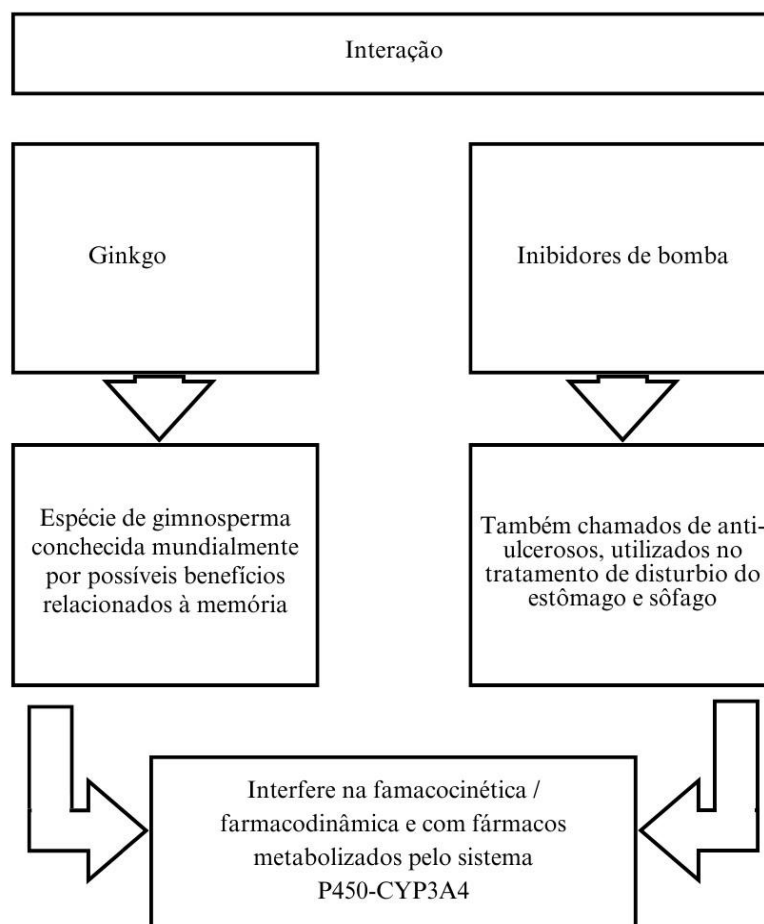 Interação
Ginkgo
Inibidores de bomba
Espécie de gimnosperma
conchecida mundialmente
por possíveis benefícios
relacionados à memória
Também chamados de anti-
ulcerosos, utilizados no
tratamento de disturbio do
estômago e sôfago
Interfere na famacocinética /
farmacodinâmica e com fármacos
metabolizados pelo sistema
P450-CYP3A4